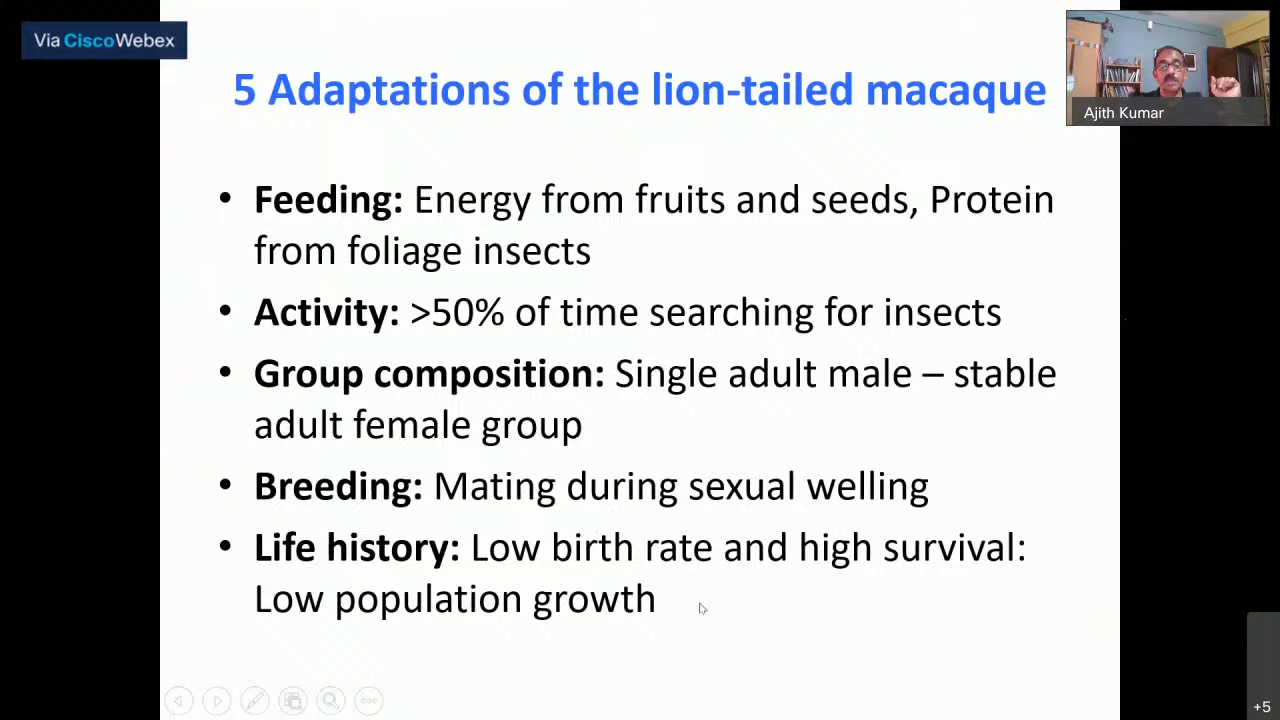 Via CiscoWebex
5 Adaptations of the lion-tailed macaque
Ajith Kumar
• Feeding: Energy from fruits and seeds, Protein
from foliage insects
• Activity: >50% of time searching for insects
• Group composition: Single adult male – stable
adult female group
• Breeding: Mating during sexual welling
• Life history: Low birth rate and high survival:
Low population growth
+5